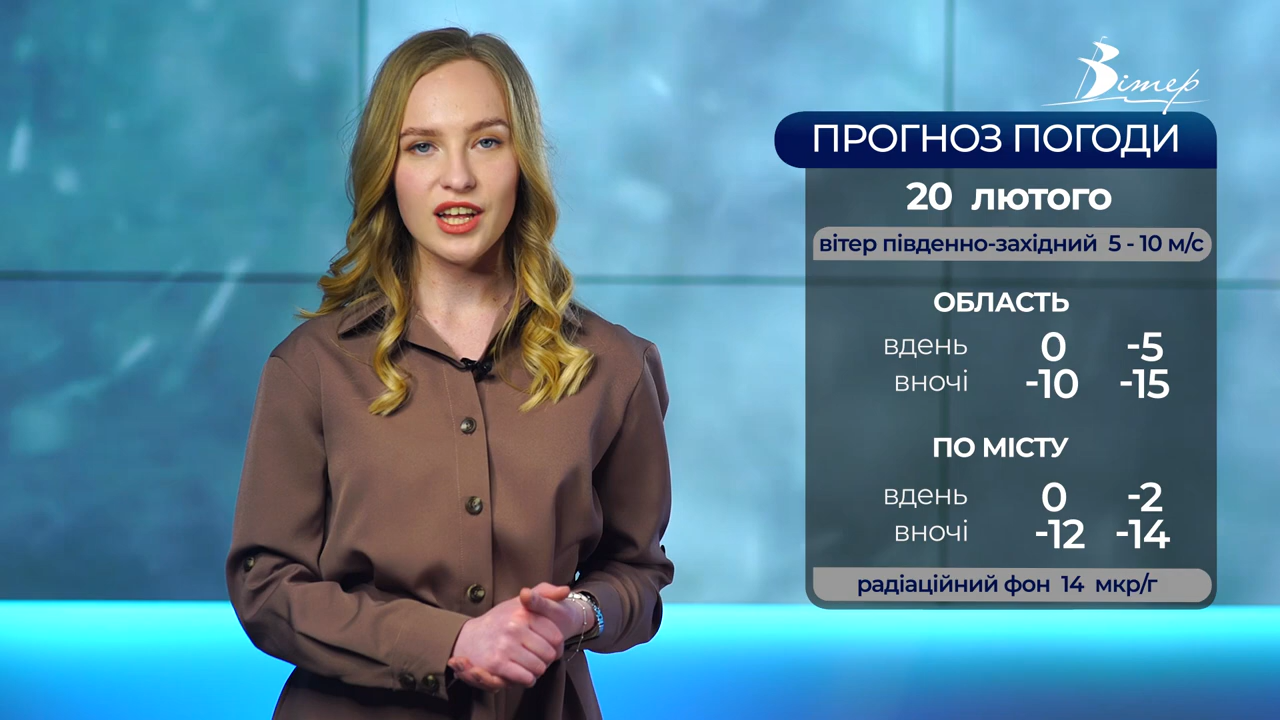 Вітер
ПРОГНОЗ ПОГОДИ
20 лютого
вітер південно-західний 5 - 10 м/с
ОБЛАСТЬ
вдень 0 -5
вночі -10 -15
ПО МІСТУ
вдень 0 -2
вночі -12 -14
радіаційний фон 14 мкр/г